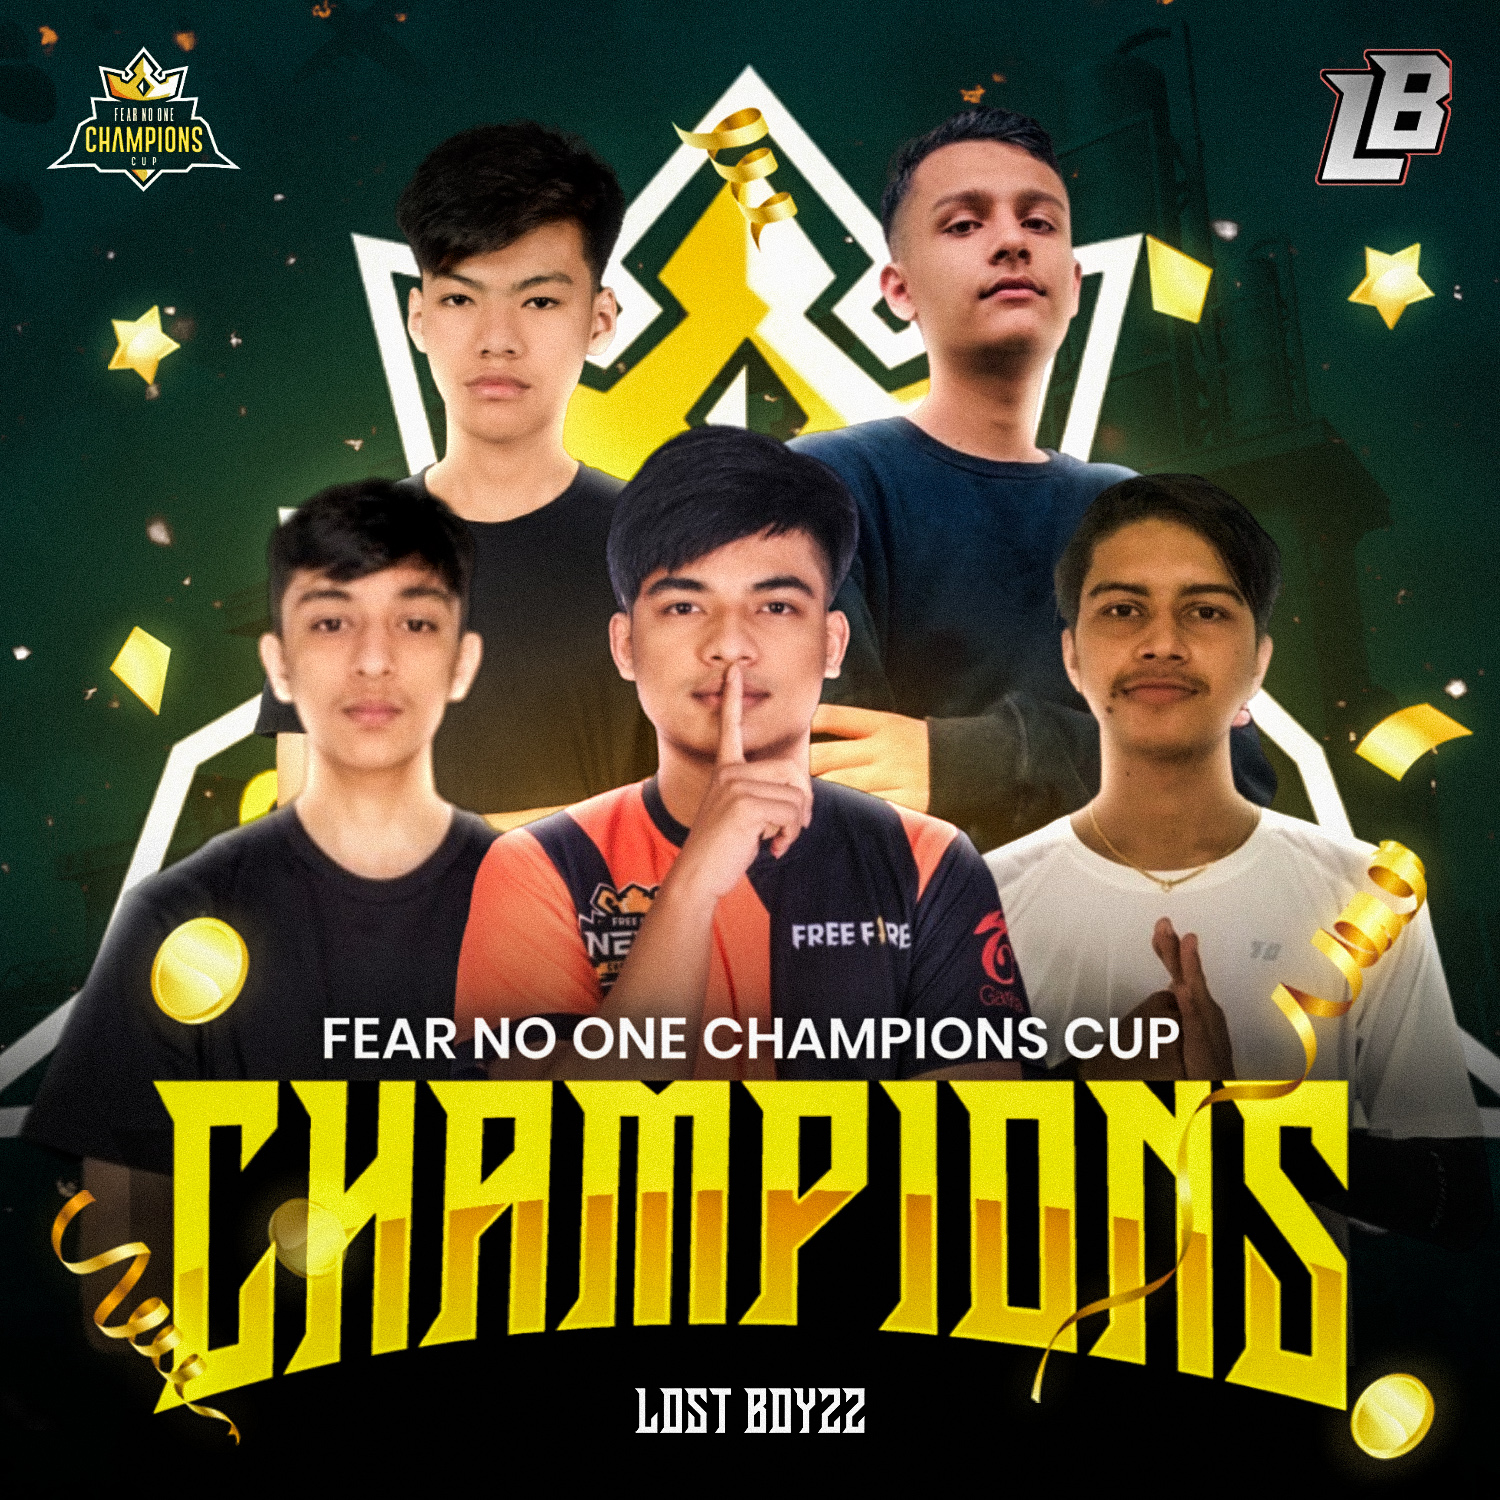 FEAR NO ONE
CHAMPIONS
CUP
LB
FREE FIRE
FEAR NO ONE CHAMPIONS CUP
CHAMPIONS
LOST BOYZZ